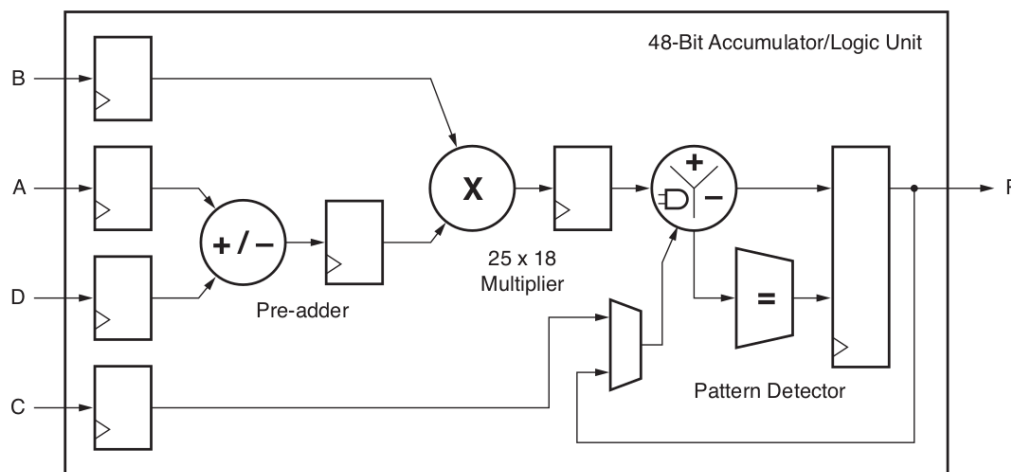 48-Bit Accumulator/Logic Unit
B
A
D
C
+ / −
Pre-adder
X
25 x 18
Multiplier
+
−
=
Pattern Detector